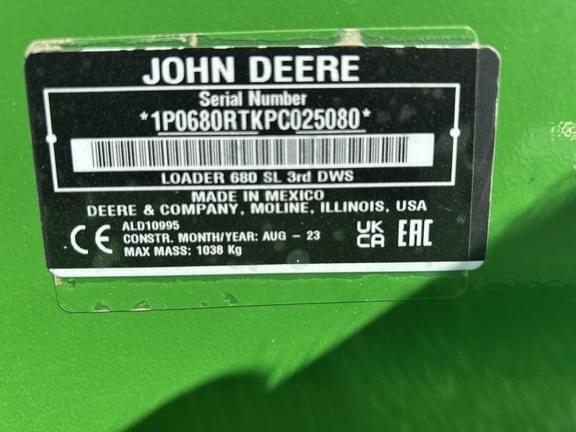 JOHN DEERE
Serial Number
*1P0680RTKPC025080*
LOADER 680 SL 3rd DWS
MADE IN MEXICO
DEERE & COMPANY, MOLINE, ILLINOIS, USA
ALD10995
CONSTR. MONTH/YEAR: AUG - 23
MAX MASS: 1038 Kg
CE
UK
CA
EAC